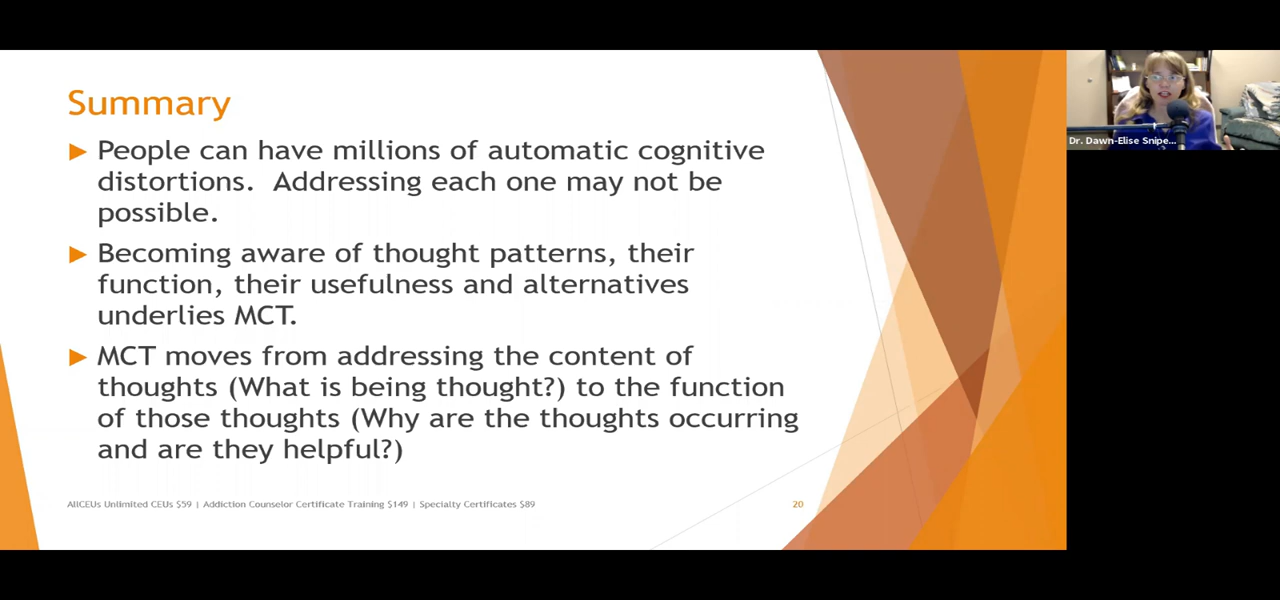 Summary
People can have millions of automatic cognitive
distortions.  Addressing each one may not be
possible.
Becoming aware of thought patterns, their
function, their usefulness and alternatives
underlies MCT.
MCT moves from addressing the content of
thoughts (What is being thought?) to the function
of those thoughts (Why are the thoughts occurring
and are they helpful?)
AllCEUs Unlimited CEUs $59 | Addiction Counselor Certificate Training $149 | Specialty Certificates $89
20
Dr. Dawn-Elise Snipe...